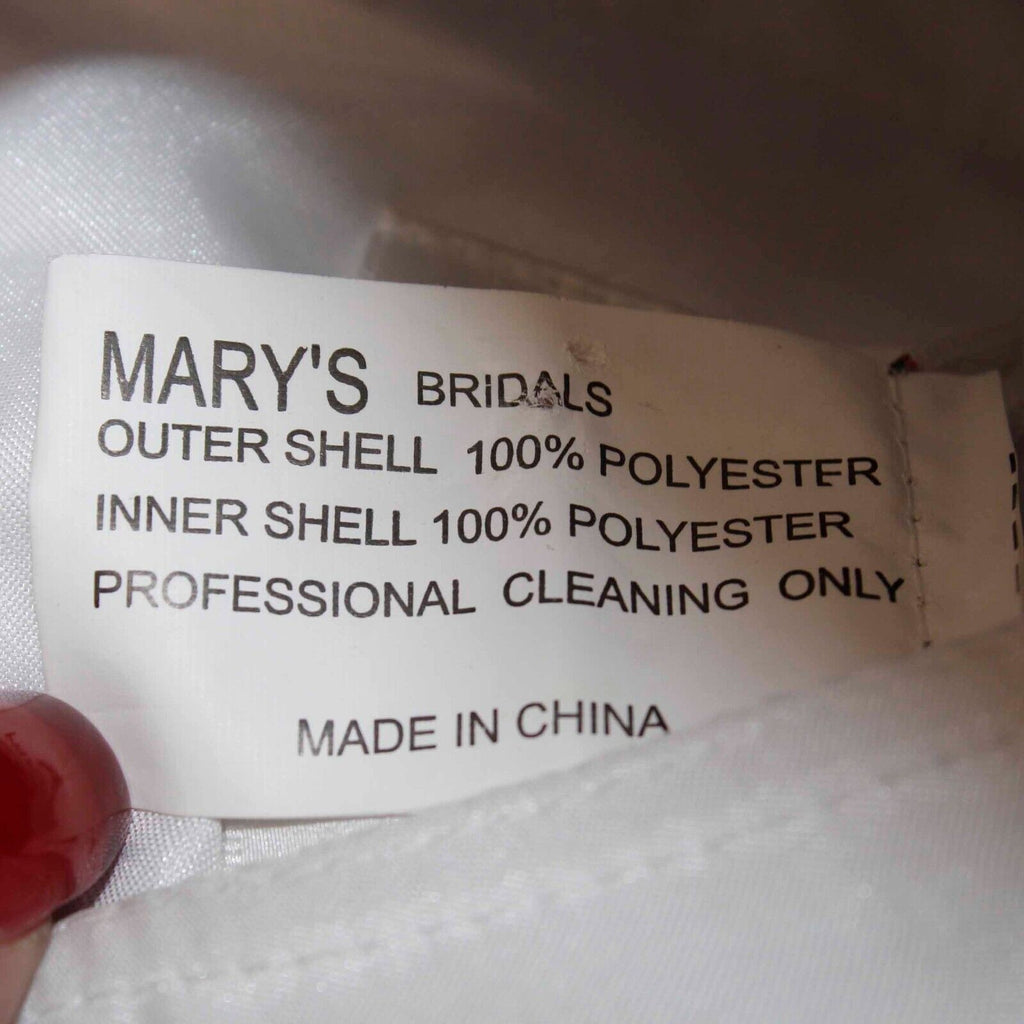 MARY'S BRiDALS
OUTER SHELL 100% POLYESTER
INNER SHELL 100% POLYESTER
PROFESSIONAL CLEANING ONLY
MADE IN CHINA